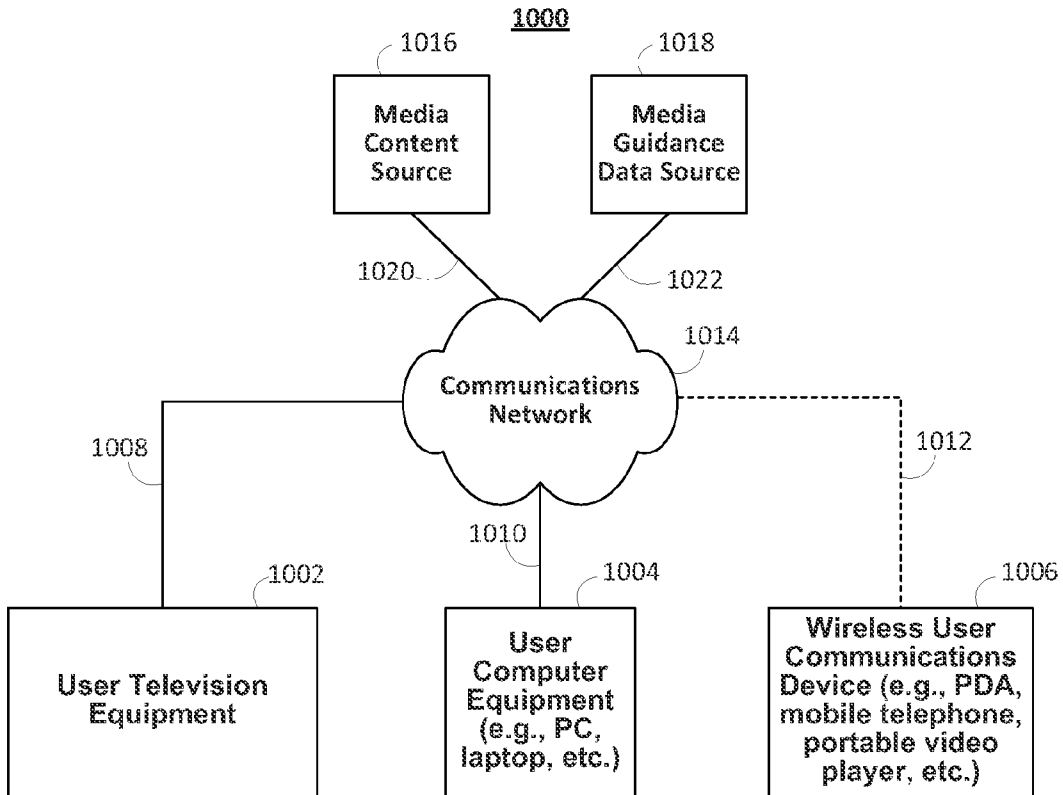 1000
1016
1018
Media
Content
Source
Media
Guidance
Data Source
1020
1022
1014
Communications
Network
1008
1012
1010
1002
1004
1006
User Television
Equipment
User
Computer
Equipment
(e.g., PC,
laptop, etc.)
Wireless User
Communications
Device (e.g., PDA,
mobile telephone,
portable video
player, etc.)